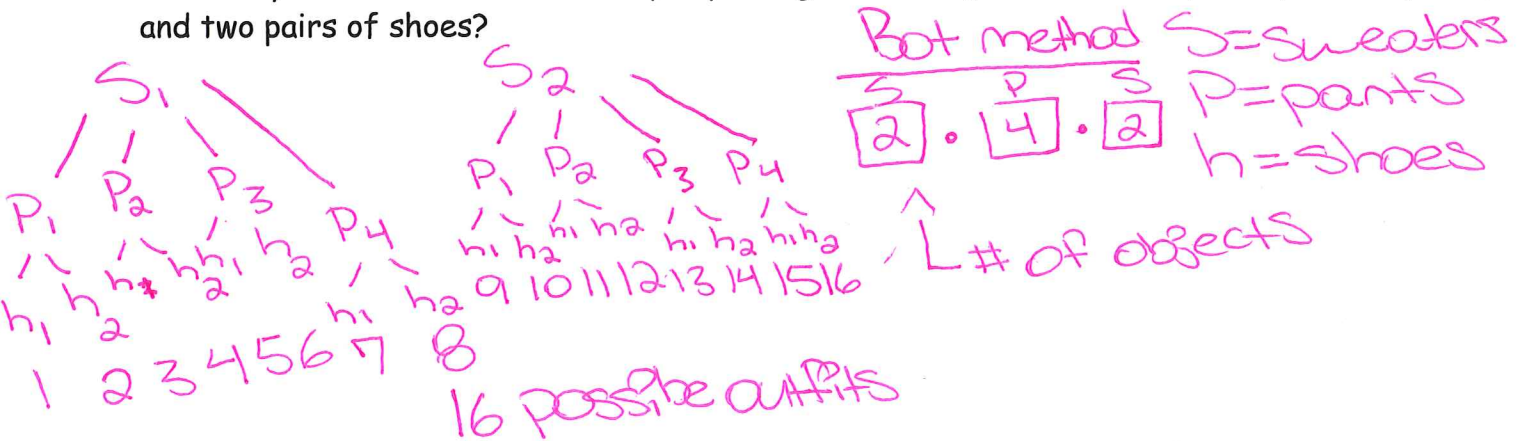 and two pairs of shoes?
Bot method
S P S
2 · 4 · 2
# of objects
S=sweaters
P=pants
h=shoes
S1 S2
P1 P2 P3 P4 P1 P2 P3 P4
h1 h2 h h2 h1 h2 h1 h2 h1 h2 h1 h2 h1 h2 h1 h2
1 2 3 4 5 6 7 8 9 10 11 12 13 14 15 16
16 possibe outfits